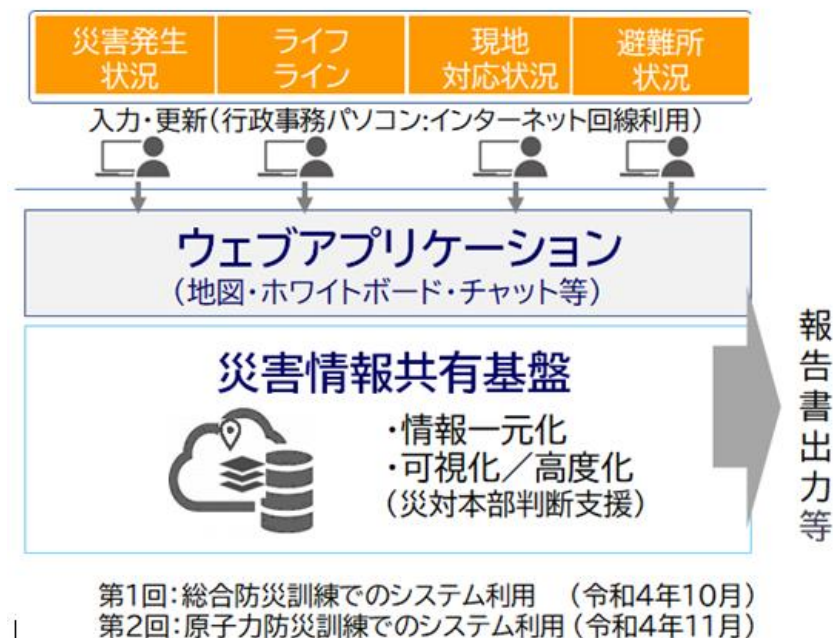 災害発生
状況
ライフ
ライン
現地
対応状況
避難所
状況
入力・更新(行政事務パソコン:インターネット回線利用)
ウェブアプリケーション
(地図・ホワイトボード・チャット等)
災害情報共有基盤
・情報一元化
・可視化/高度化
(災対本部判断支援)
報告書出力等
第1回:総合防災訓練でのシステム利用 (令和4年10月)
第2回:原子力防災訓練でのシステム利用(令和4年11月)